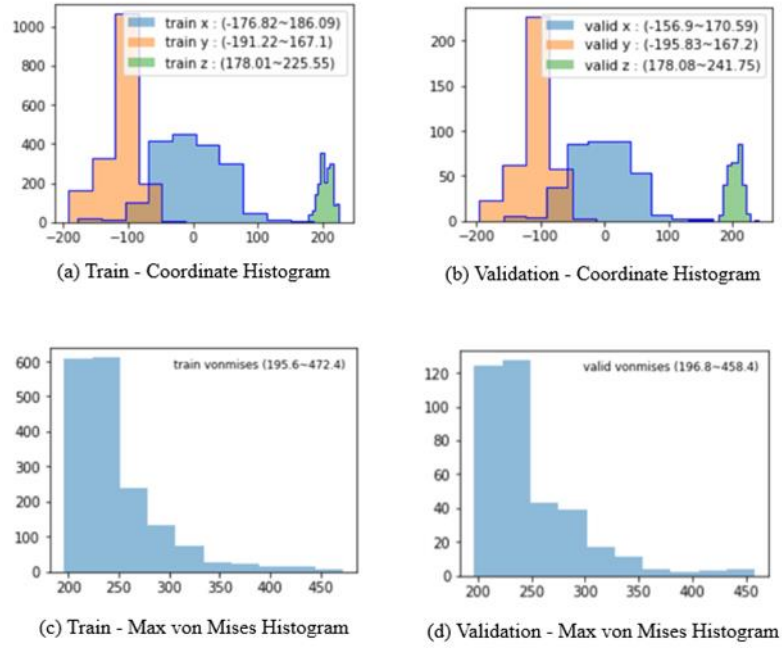 train x : (-176.82~186.09)
train y : (-191.22~167.1)
train z : (178.01~225.55)
1000
800
600
400
200
0
-200 -100 0 100 200
(a) Train - Coordinate Histogram
valid x : (-156.9~170.59)
valid y : (-195.83~167.2)
valid z : (178.08~241.75)
200
150
100
50
0
-200 -100 0 100 200
(b) Validation - Coordinate Histogram
train vonmises (195.6~472.4)
600
500
400
300
200
100
0
200 250 300 350 400 450
(c) Train - Max von Mises Histogram
valid vonmises (196.8~458.4)
120
100
80
60
40
20
0
200 250 300 350 400 450
(d) Validation - Max von Mises Histogram